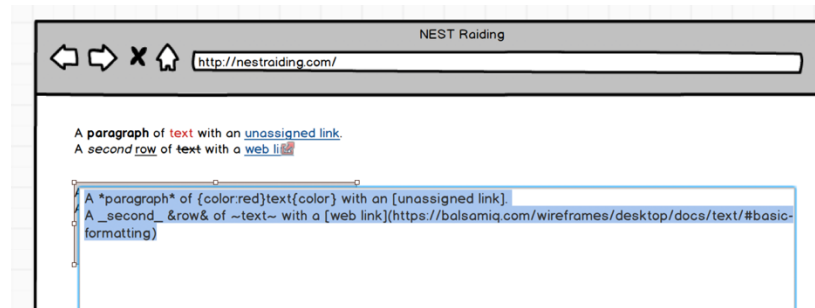 NEST Raiding
http://nestraiding.com/
A paragraph of text with an unassigned link.
A second row of text with a web
A *paragraph* of {color:red}text{color} with an [unassigned link].
A _second_ &row& of ~text~ with a [web link](https://balsamiq.com/wireframes/desktop/docs/text/#basic-
formatting)